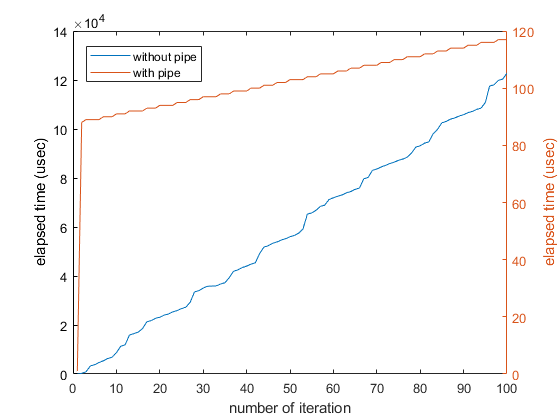 ×10⁴
14
12
10
8
6
4
2
0
elapsed time (usec)
without pipe
with pipe
120
100
80
60
40
20
0
elapsed time (usec)
0 10 20 30 40 50 60 70 80 90 100
number of iteration